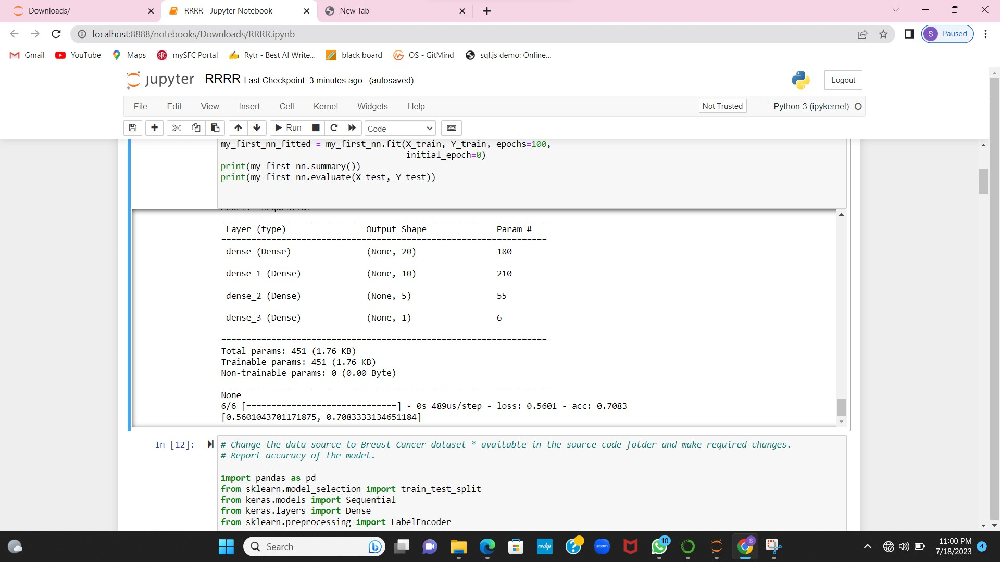 Downloads/
RRRR - Jupyter Notebook
New Tab
localhost:8888/notebooks/Downloads/RRRR.ipynb
S Paused
Gmail YouTube Maps SFC mySFC Portal Rytr - Best AI Write... black board OS - GitMind sql.js demo: Online...
jupyter RRRR Last Checkpoint: 3 minutes ago (autosaved)
Logout
File Edit View Insert Cell Kernel Widgets Help
Not Trusted Python 3 (ipykernel)
Run Code
my_first_nn_fitted = my_first_nn.fit(X_train, Y_train, epochs=100,
initial_epoch=0)
print(my_first_nn.summary())
print(my_first_nn.evaluate(X_test, Y_test))
_________________________________________________________________
Layer (type) Output Shape Param #
=================================================================
dense (Dense) (None, 20) 180
dense_1 (Dense) (None, 10) 210
dense_2 (Dense) (None, 5) 55
dense_3 (Dense) (None, 1) 6
=================================================================
Total params: 451 (1.76 KB)
Trainable params: 451 (1.76 KB)
Non-trainable params: 0 (0.00 Byte)
_________________________________________________________________
None
6/6 [==============================] - 0s 489us/step - loss: 0.5601 - acc: 0.7083
[0.5601043701171875, 0.7083333134651184]
In [12]:
# Change the data source to Breast Cancer dataset * available in the source code folder and make required changes.
# Report accuracy of the model.
import pandas as pd
from sklearn.model_selection import train_test_split
from keras.models import Sequential
from keras.layers import Dense
from sklearn.preprocessing import LabelEncoder
Search
myhp
zoom
10
S
11:00 PM
7/18/2023
4